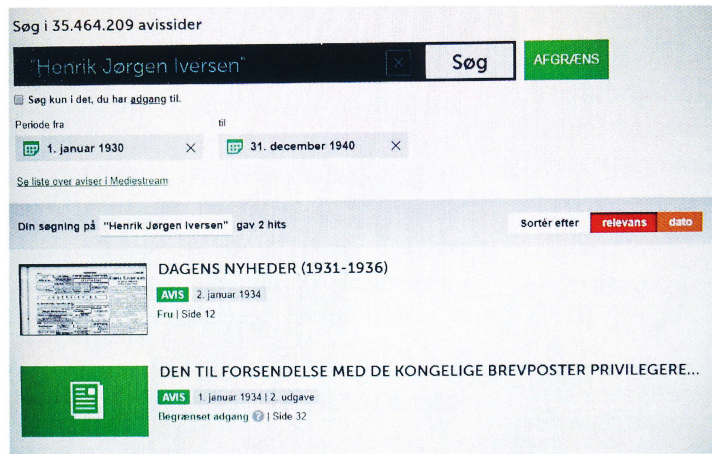 Søg i 35.464.209 avissider
"Henrik Jørgen Iversen" Søg AFGRÆNS
Søg kun i det, du har adgang til.
Periode fra til
1. januar 1930 31. december 1940
Se liste over aviser i Mediestream
Din søgning på "Henrik Jørgen Iversen" gav 2 hits Sortér efter relevans dato
DAGENS NYHEDER (1931-1936)
AVIS 2. januar 1934
Fru | Side 12
DEN TIL FORSENDELSE MED DE KONGELIGE BREVPOSTER PRIVILEGERE...
AVIS 1. januar 1934 | 2. udgave
Begrænset adgang ? | Side 32